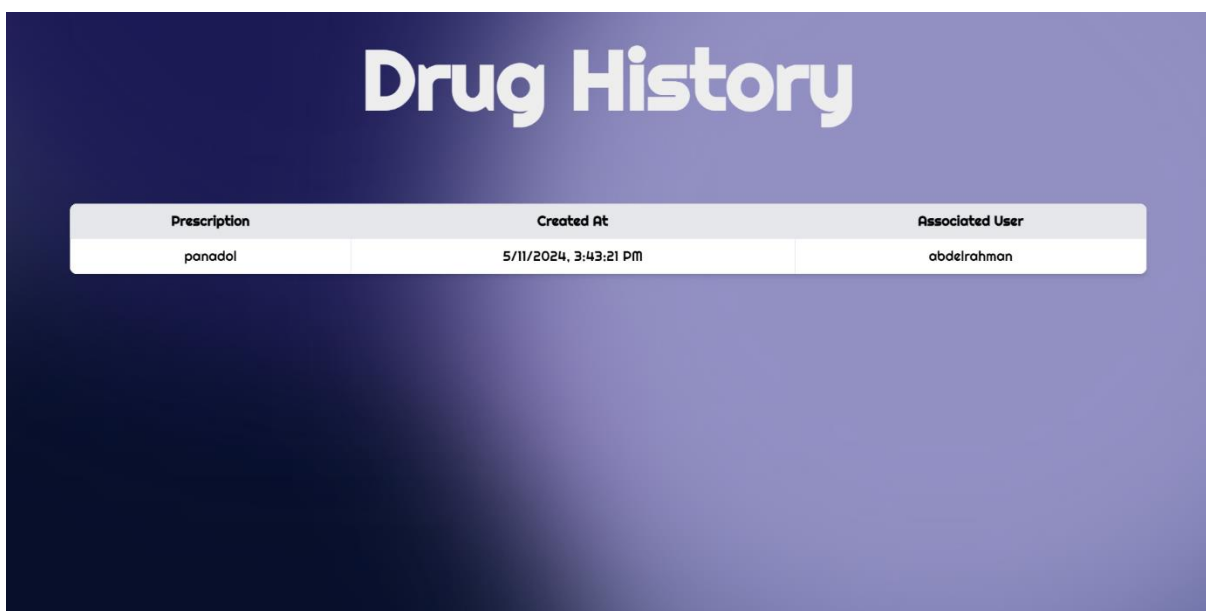 Drug History
Prescription Created At Associated User
panadol 5/11/2024, 3:43:21 PM abdelrahman